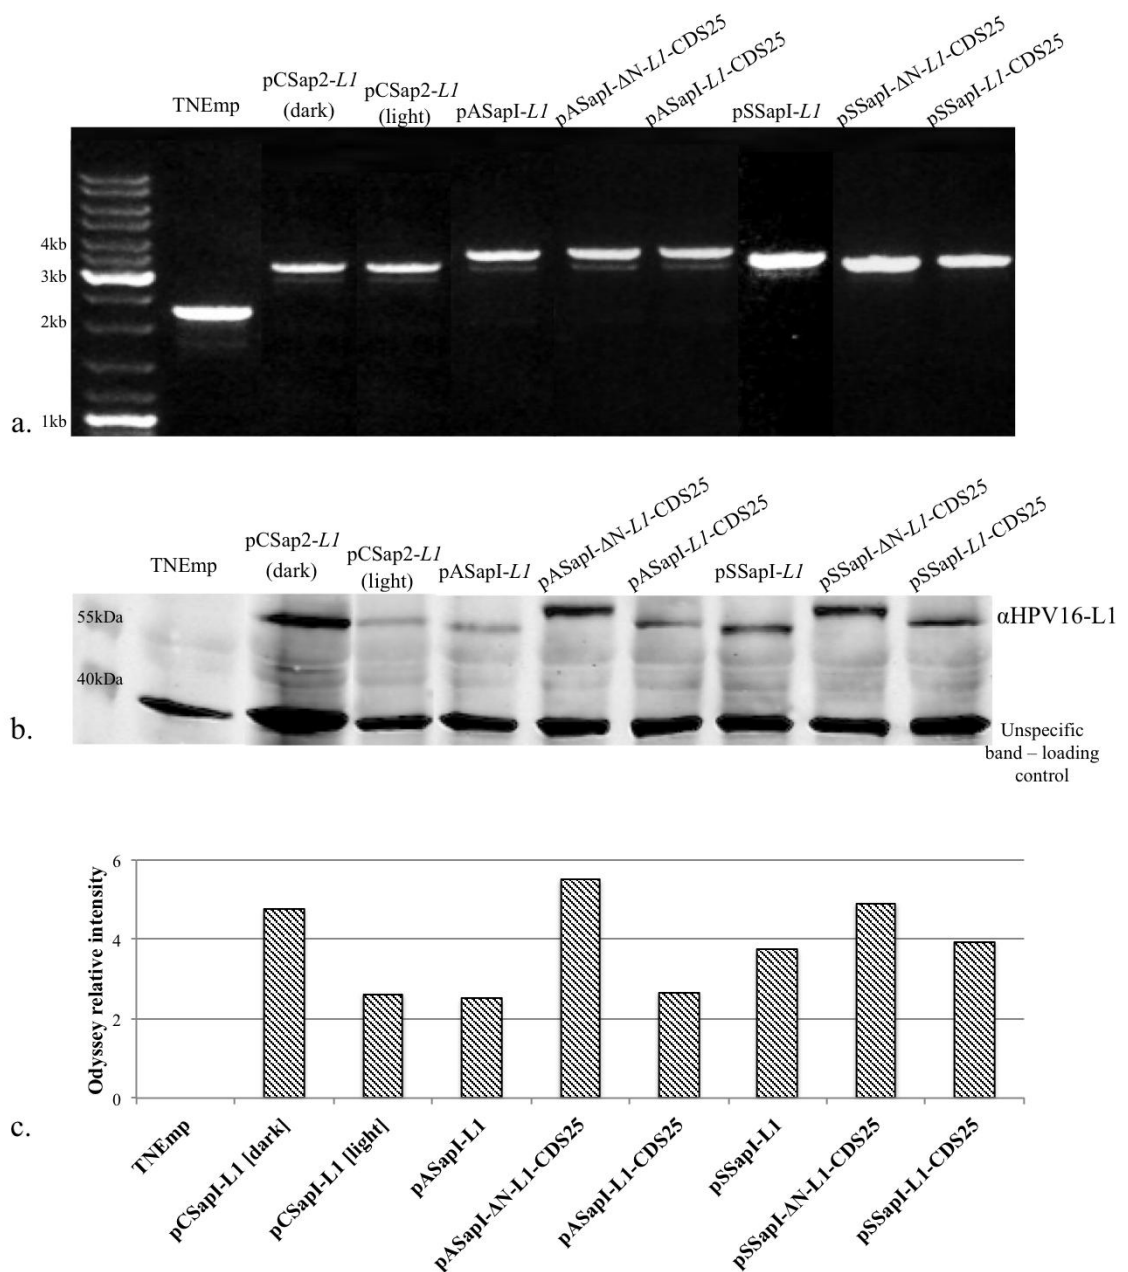 TNEmp
pCSap2-L1
(dark)
pCSap2-L1
(light)
pASapI-L1
pASapI-ΔN-L1-CDS25
pASapI-L1-CDS25
pSSapI-L1
pSSapI-ΔN-L1-CDS25
pSSapI-L1-CDS25
4kb
3kb
2kb
1kb
a.
TNEmp
pCSap2-L1
(dark)
pCSap2-L1
(light)
pASapI-L1
pASapI-ΔN-L1-CDS25
pASapI-L1-CDS25
pSSapI-L1
pSSapI-ΔN-L1-CDS25
pSSapI-L1-CDS25
55kDa
αHPV16-L1
40kDa
b.
Unspecific
band – loading
control
Odyssey relative intensity
6
4
2
0
c.
TNEmp
pCSapI-L1 [dark]
pCSapI-L1 [light]
pASapI-L1
pASapI-ΔN-L1-CDS25
pASapI-L1-CDS25
pSSapI-L1
pSSapI-ΔN-L1-CDS25
pSSapI-L1-CDS25